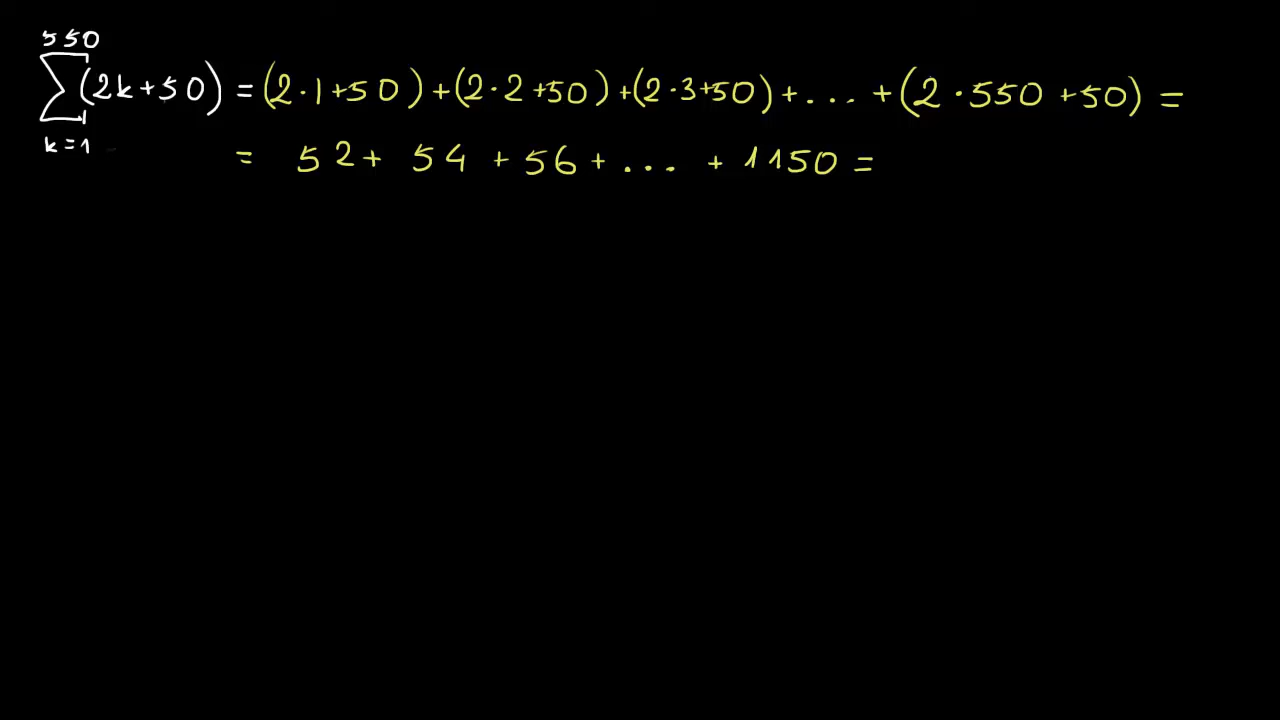 550
∑ (2k+50) = (2·1+50) + (2·2+50) + (2·3+50) + ... + (2·550+50) =
k=1
= 52 + 54 + 56 + ... + 1150 =